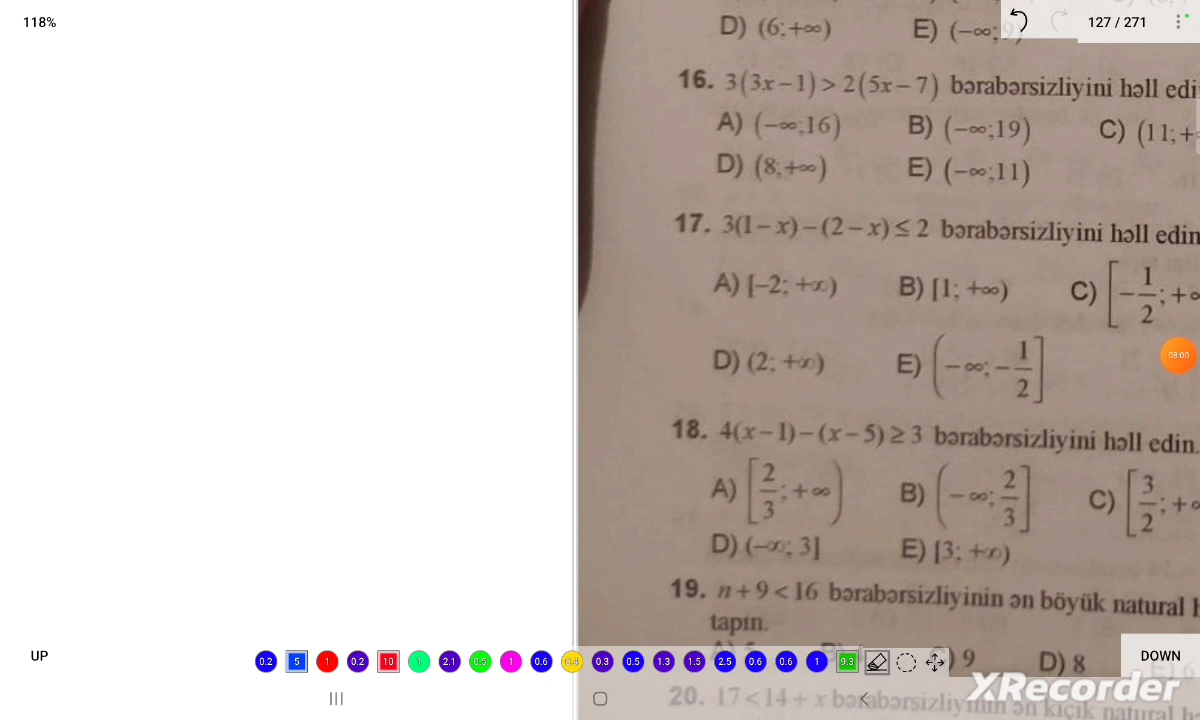 118%
127 / 271
D) (6;+∞) E) (−∞;9)
16. 3(3x−1)>2(5x−7) bərabərsizliyini həll edi
A) (−∞;16) B) (−∞;19) C) (11;+
D) (8;+∞) E) (−∞;11)
17. 3(1−x)−(2−x)≤2 bərabərsizliyini həll edin
A) [−2; +∞) B) [1; +∞) C) [−1/2; +∞
08:00
D) (2; +∞) E) (−∞; −1/2]
18. 4(x−1)−(x−5)≥3 bərabərsizliyini həll edin.
A) [2/3; +∞) B) (−∞; 2/3] C) [3/2; +∞
D) (−∞; 3] E) [3; +∞)
19. n+9<16 bərabərsizliyinin ən böyük natural h
tapın.
9 D) 8
UP
0.2 5 1 0.2 10 1 2.1 0.5 1 0.6 0.4 0.3 0.5 1.3 1.5 2.5 0.6 0.6 1 9.3
DOWN
XRecorder
20. 17<14+x bərabərsizliyinin ən kiçik natural h